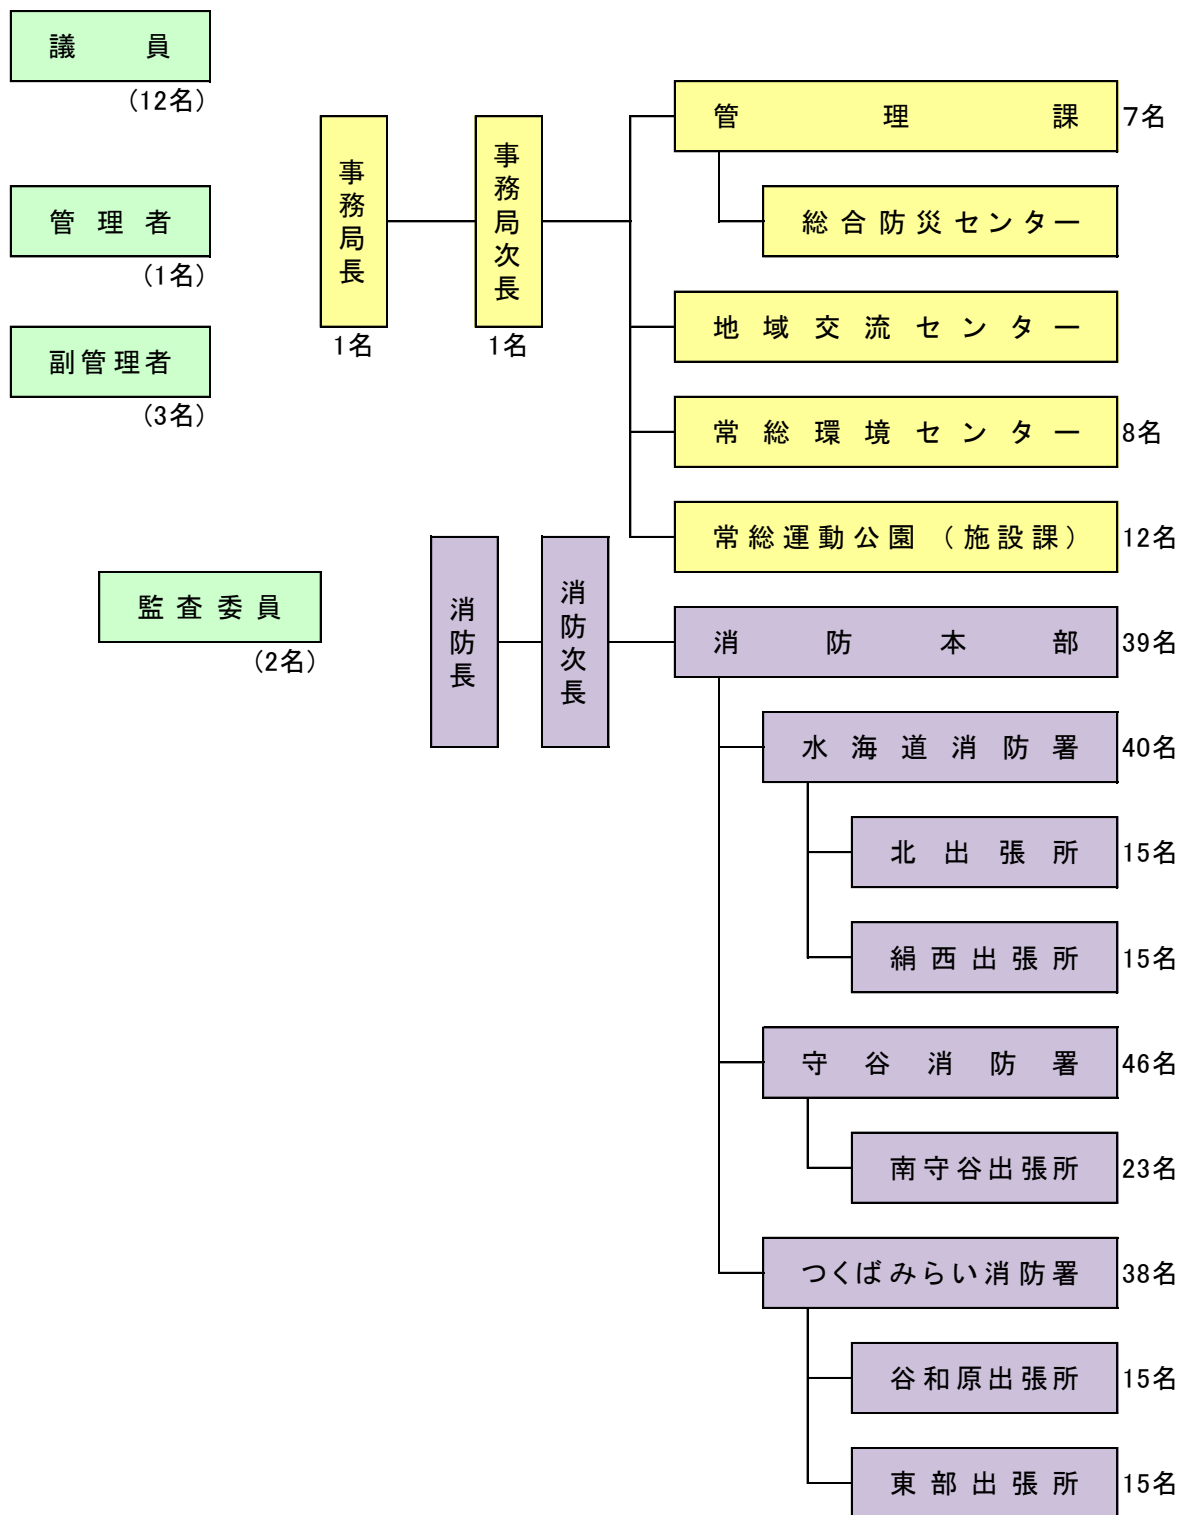 議員
(12名)
管理者
(1名)
副管理者
(3名)
監査委員
(2名)
事務局長
1名
事務局次長
1名
管理課 7名
総合防災センター
地域交流センター
常総環境センター 8名
常総運動公園(施設課) 12名
消防長
消防次長
消防本部 39名
水海道消防署 40名
北出張所 15名
絹西出張所 15名
守谷消防署 46名
南守谷出張所 23名
つくばみらい消防署 38名
谷和原出張所 15名
東部出張所 15名